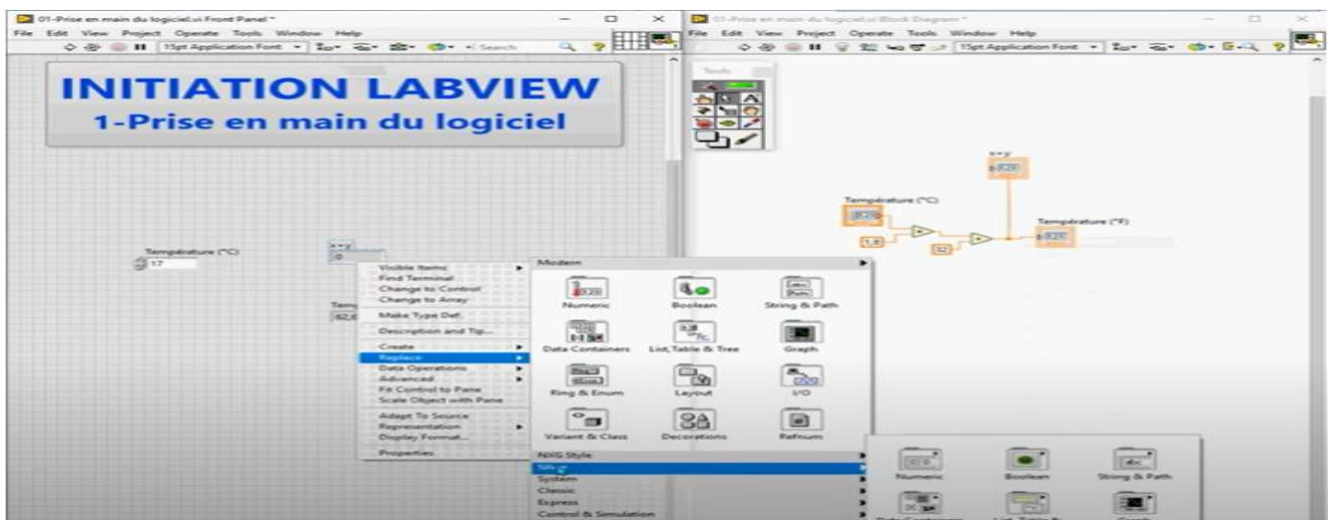 01-Prise en main du logiciel.vi Front Panel *
File Edit View Project Operate Tools Window Help
15pt Application Font
Search
INITIATION LABVIEW
1-Prise en main du logiciel
Température (°C)
17
x+y
0
Visible Items
Find Terminal
Change to Control
Change to Array
Make Type Def.
Description and Tip...
Create
Replace
Data Operations
Advanced
Fit Control to Pane
Scale Object with Pane
Adapt To Source
Representation
Display Format...
Properties
Modern
Numeric
Boolean
String & Path
Data Containers
List, Table & Tree
Graph
Ring & Enum
Layout
I/O
Variant & Class
Decorations
Refnum
NXG Style
System
Classic
Express
Control & Simulation
Numeric
Boolean
String & Path
01-Prise en main du logiciel.vi Block Diagram *
File Edit View Project Operate Tools Window Help
15pt Application Font
Tools
x+y
Température (°C)
1,8
32
Température (°F)